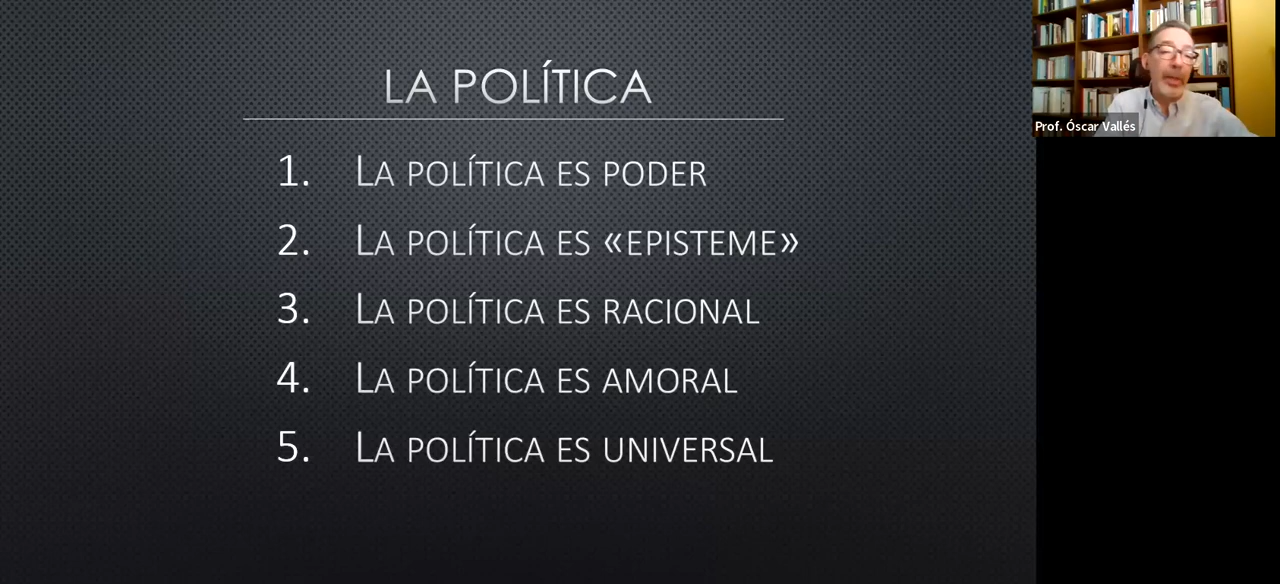 LA POLÍTICA
1. LA POLÍTICA ES PODER
2. LA POLÍTICA ES «EPISTEME»
3. LA POLÍTICA ES RACIONAL
4. LA POLÍTICA ES AMORAL
5. LA POLÍTICA ES UNIVERSAL
Prof. Óscar Vallés